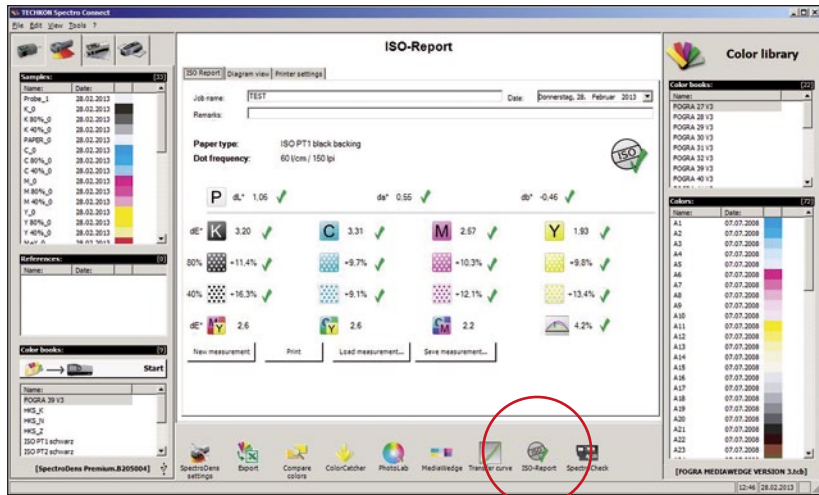 TECHKON Spectro Connect
File Edit View Tools ?
Samples: [33]
Name: Date:
Probe_1 28.02.2013
K_0 28.02.2013
K 80%_0 28.02.2013
K 40%_0 28.02.2013
PAPER_0 28.02.2013
C_0 28.02.2013
C 80%_0 28.02.2013
C 40%_0 28.02.2013
M_0 28.02.2013
M 80%_0 28.02.2013
M 40%_0 28.02.2013
Y_0 28.02.2013
Y 80%_0 28.02.2013
Y 40%_0 28.02.2013
References: [0]
Name: Date:
Color books: [9]
Start
Name:
FOGRA 39 V3
HKS_K
HKS_N
HKS_Z
ISO PT1 schwarz
ISO PT2 schwarz
[SpectroDens Premium.B205004]
ISO-Report
ISO Report Diagram view Printer settings
Job name: TEST Date: Donnerstag, 28. Februar 2013
Remarks:
Paper type: ISO PT1 black backing
Dot frequency: 60 l/cm / 150 lpi
ISO
P dL* 1,06 da* 0,55 db* -0,46
dE* K 3,20 C 3,31 M 2,57 Y 1,93
80% +11.4% +9.7% +10.3% +9.8%
40% +16.3% +9.1% +12.1% +13.4%
dE* M Y 2.6 C Y 2.6 C M 2.2 4.2%
New measurement Print Load measurement... Save measurement...
SpectroDens settings Export Compare colors ColorCatcher PhotoLab MediaWedge Transfer curve ISO-Report SpectroCheck
Color library
Color books: [22]
Name:
FOGRA 27 V3
FOGRA 28 V3
FOGRA 29 V3
FOGRA 30 V3
FOGRA 31 V3
FOGRA 32 V3
FOGRA 39 V3
FOGRA 40 V3
Colors: [72]
Name: Date:
A1 07.07.2008
A2 07.07.2008
A3 07.07.2008
A4 07.07.2008
A5 07.07.2008
A6 07.07.2008
A7 07.07.2008
A8 07.07.2008
A9 07.07.2008
A10 07.07.2008
A11 07.07.2008
A12 07.07.2008
A13 07.07.2008
A14 07.07.2008
A15 07.07.2008
A16 07.07.2008
A17 07.07.2008
A18 07.07.2008
A19 07.07.2008
A20 07.07.2008
A21 07.07.2008
A22 07.07.2008
A23 07.07.2008
[FOGRA MEDIAWEDGE VERSION 3.tcb]
12:46 28.02.2013